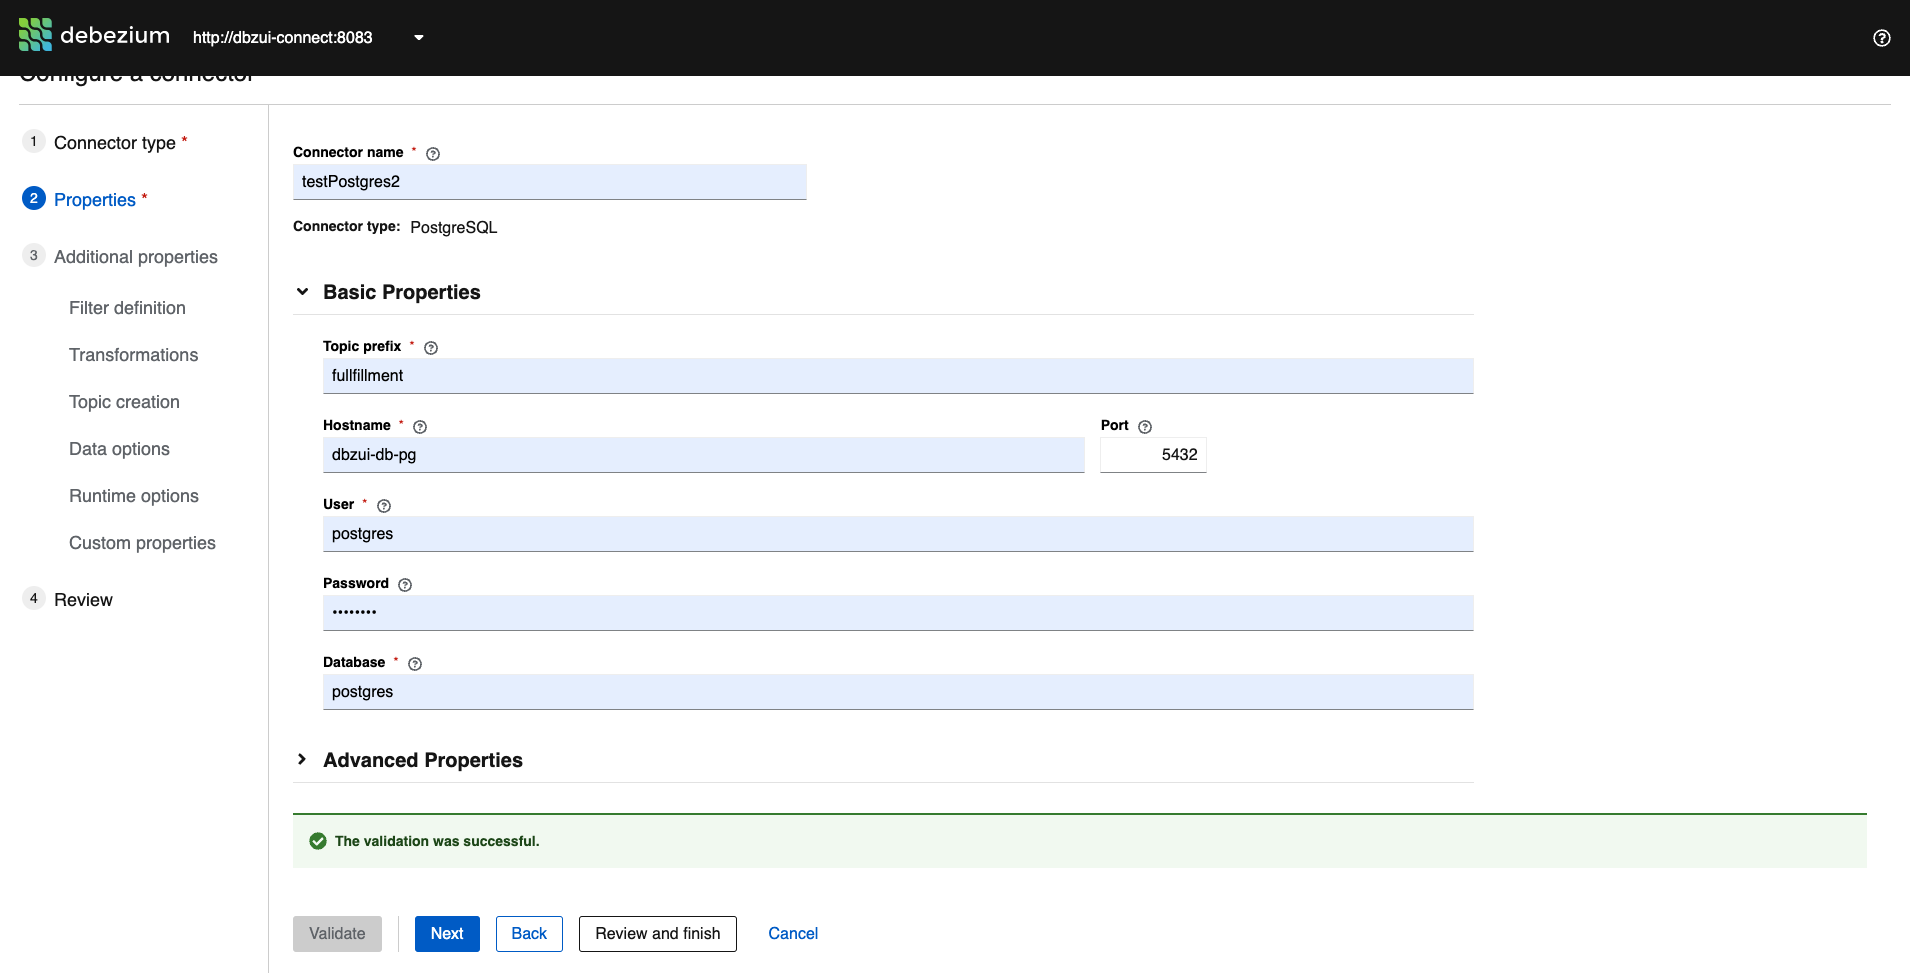 debezium http://dbzui-connect:8083
Configure a connector
1 Connector type *
2 Properties *
3 Additional properties
Filter definition
Transformations
Topic creation
Data options
Runtime options
Custom properties
4 Review
Connector name *
testPostgres2
Connector type: PostgreSQL
Basic Properties
Topic prefix *
fullfillment
Hostname *
dbzui-db-pg
Port
5432
User *
postgres
Password
••••••••
Database *
postgres
Advanced Properties
The validation was successful.
Validate Next Back Review and finish Cancel